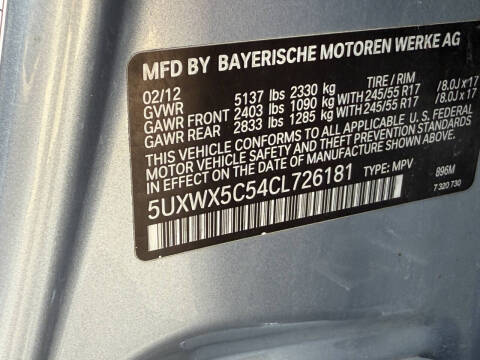 MFD BY BAYERISCHE MOTOREN WERKE AG
02/12 TIRE / RIM
GVWR 5137 lbs 2330 kg
GAWR FRONT 2403 lbs 1090 kg WITH 245/55 R17 /8.0J x 17
GAWR REAR 2833 lbs 1285 kg WITH 245/55 R17 /8.0J x 17
THIS VEHICLE CONFORMS TO ALL APPLICABLE U. S. FEDERAL
MOTOR VEHICLE SAFETY AND THEFT PREVENTION STANDARDS
IN EFFECT ON THE DATE OF MANUFACTURE SHOWN ABOVE.
5UXWX5C54CL726181 TYPE: MPV 896M
7 320 730